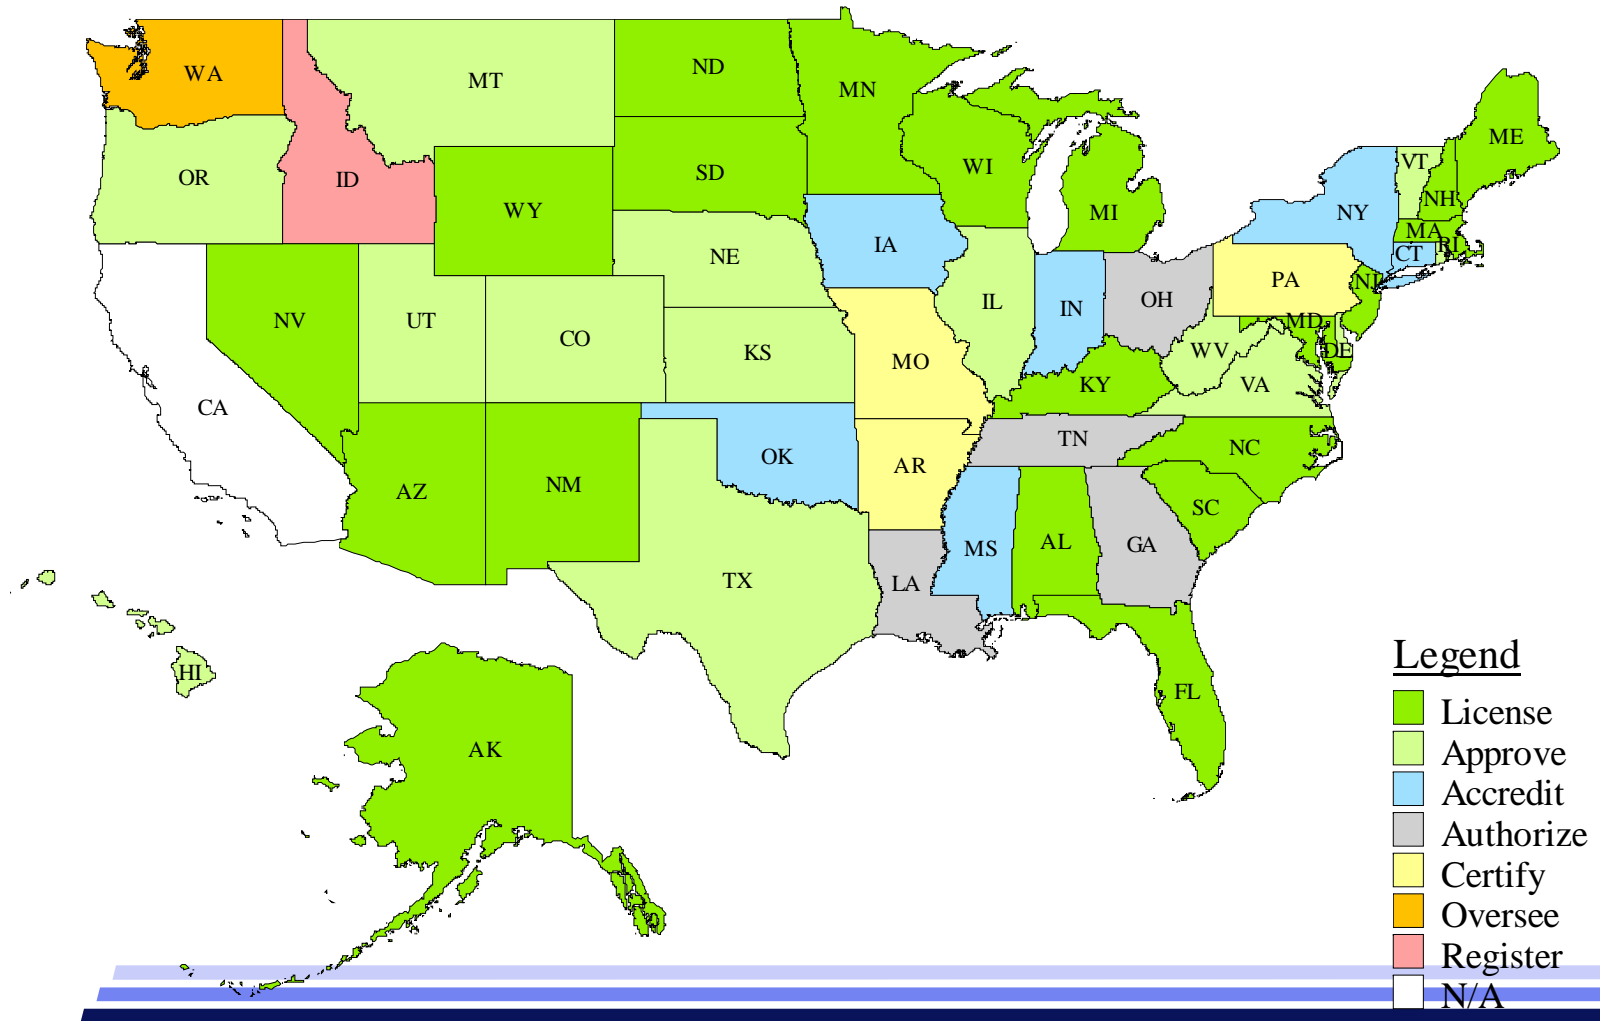 WA
MT
ND
MN
OR
ID
WY
SD
WI
MI
ME
VT
NH
NY
MA
CT
RI
NV
UT
CO
NE
IA
KS
IL
IN
OH
PA
NJ
MD
DE
WV
VA
KY
MO
CA
AZ
NM
OK
AR
TN
NC
SC
TX
LA
MS
AL
GA
FL
HI
AK
Legend
License
Approve
Accredit
Authorize
Certify
Oversee
Register
N/A